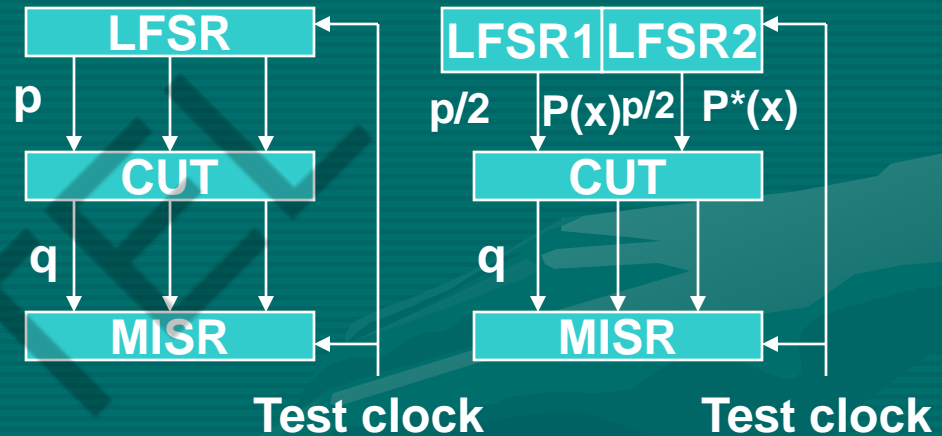 LFSR
p
CUT
q
MISR
Test clock
LFSR1 LFSR2
p/2 P(x) p/2 P*(x)
CUT
q
MISR
Test clock